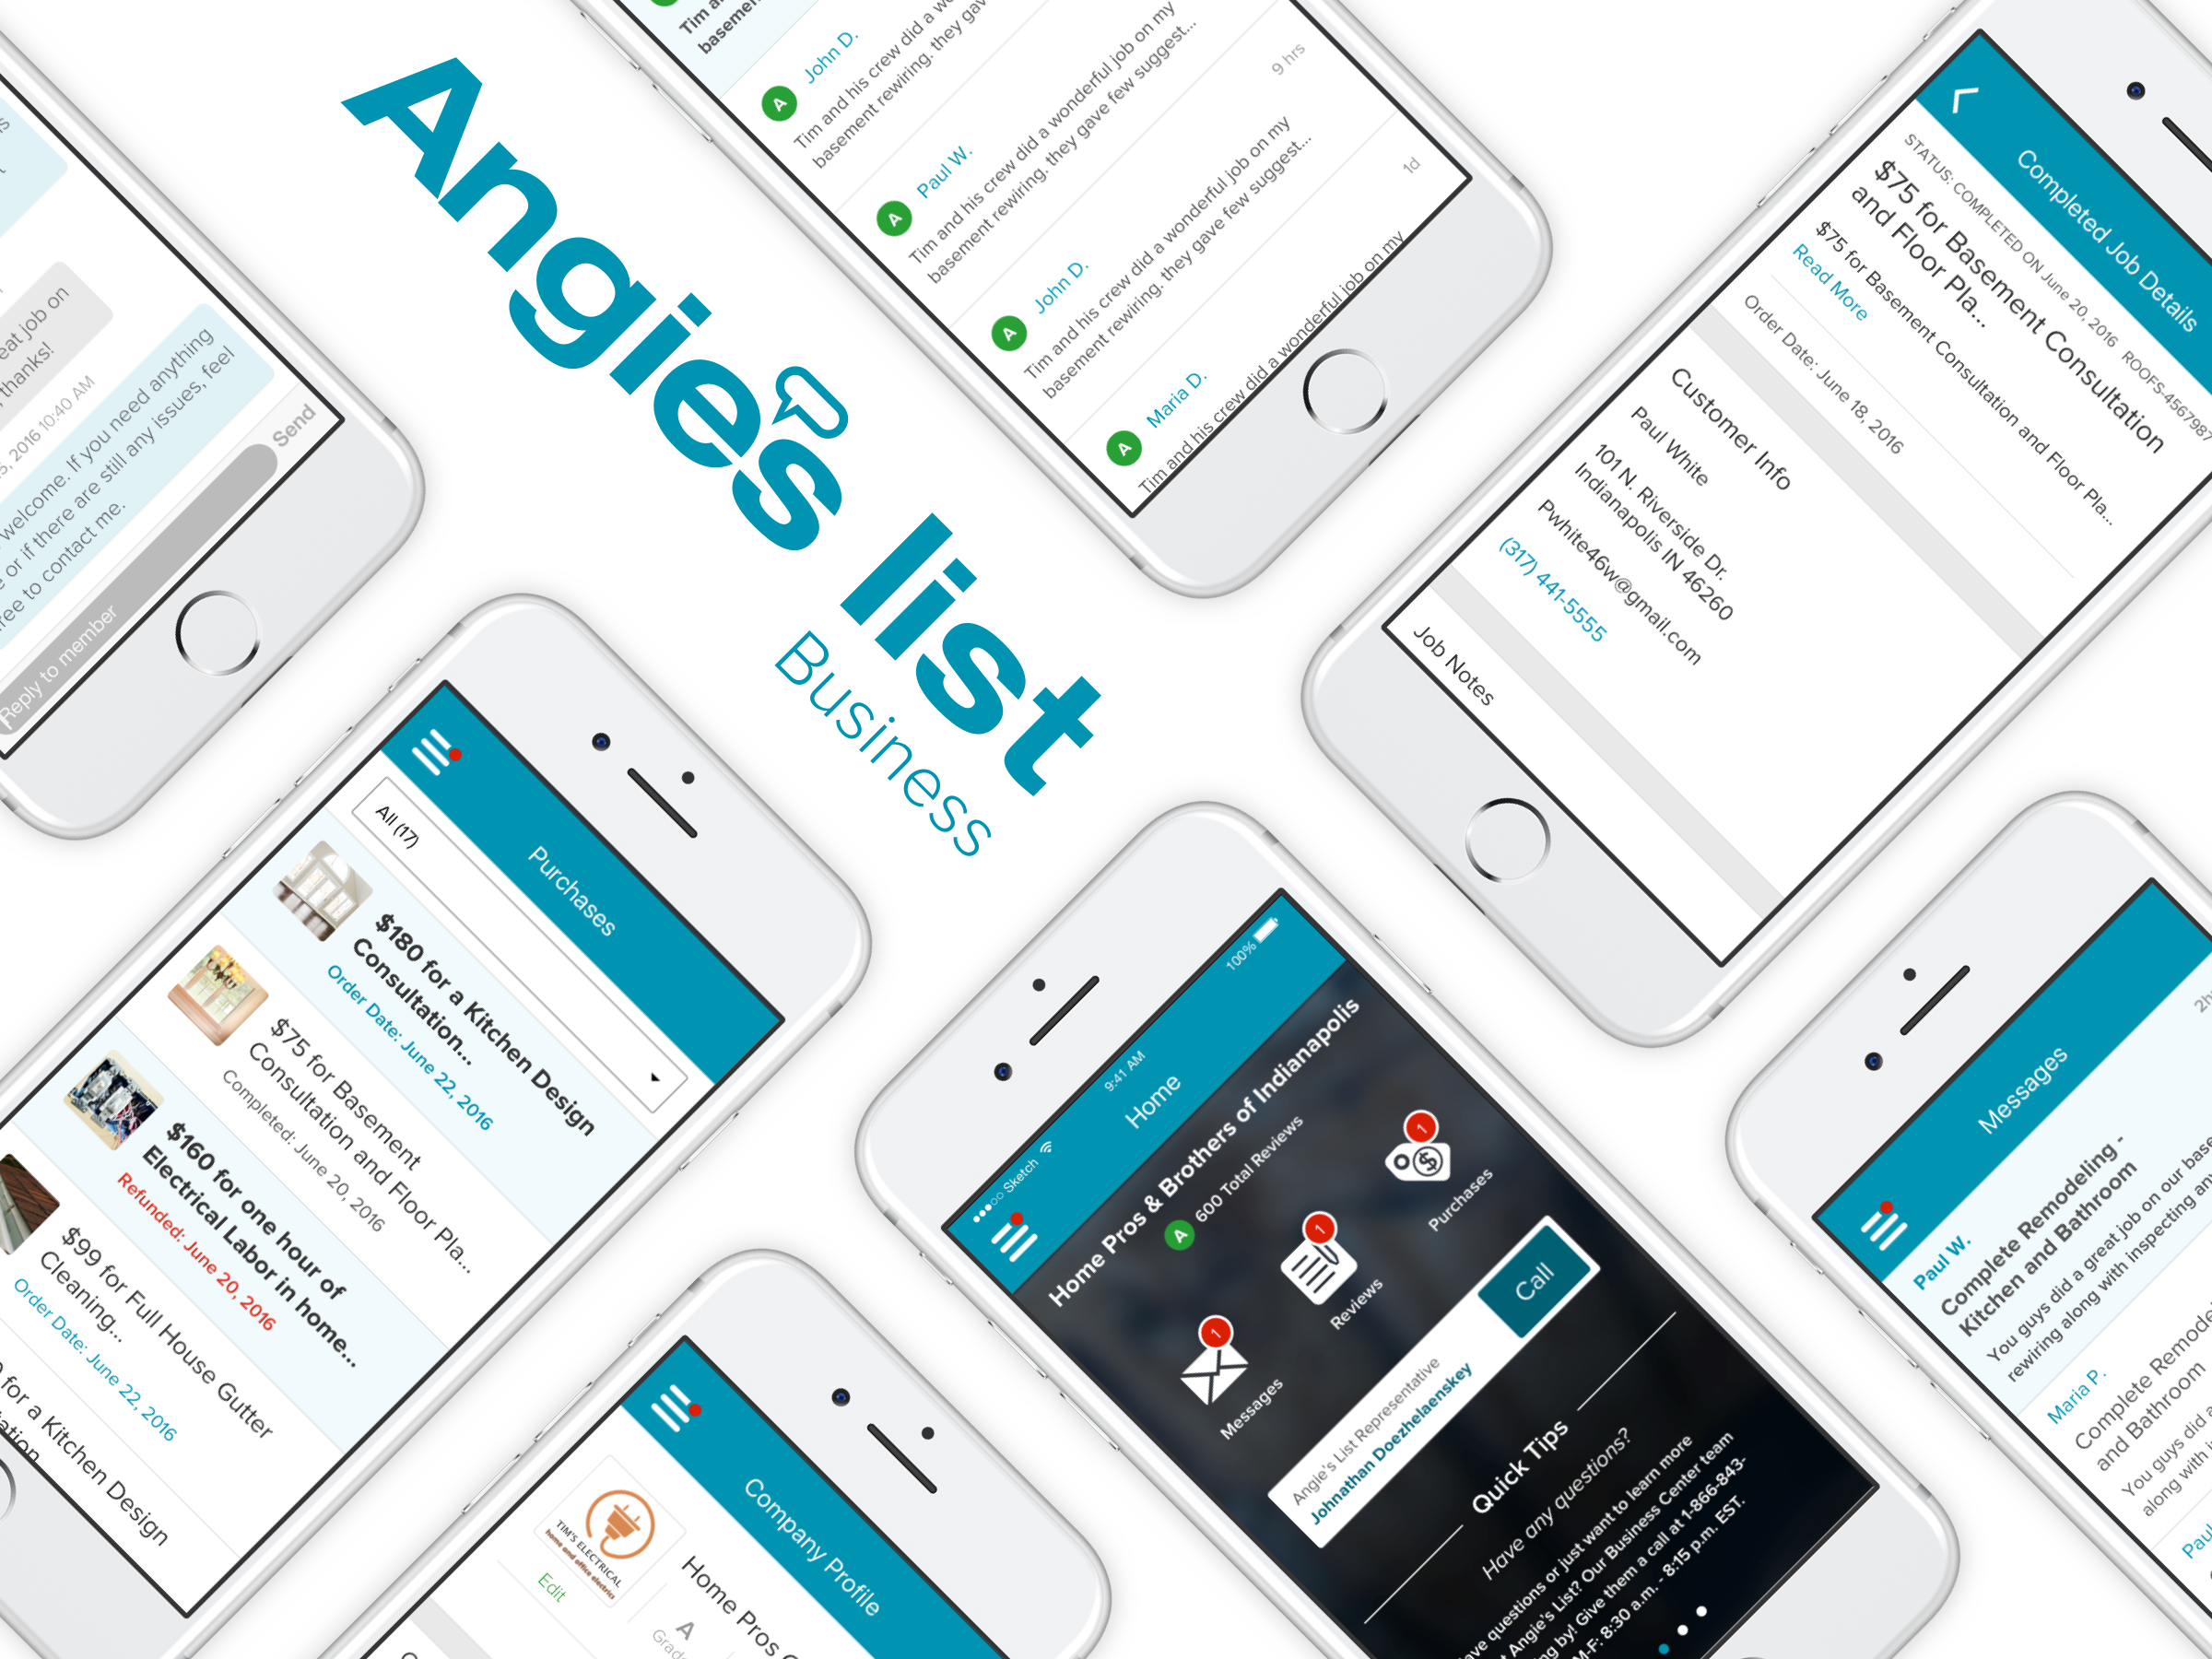 Angies list
Business
Tim a
basemen
John D.
Tim and his crew did a w
basement rewiring. they gav
9 hrs
Paul W.
Tim and his crew did a wonderful job on my
basement rewiring. they gave few suggest...
1d
John D.
Tim and his crew did a wonderful job on my
basement rewiring. they gave few suggest...
Maria D.
Tim and his crew did a wonderful job on my
eat job on
thanks!
2016 10:40 AM
welcome. If you need anything
or if there are still any issues, feel
ree to contact me.
Reply to member
Send
Completed Job Details
STATUS: COMPLETED ON June 20, 2016 ROOFS-4567987
$75 for Basement Consultation
and Floor Pla...
$75 for Basement Consultation and Floor Pla...
Read More
Order Date: June 18, 2016
Customer Info
Paul White
101 N. Riverside Dr.
Indianapolis IN 46260
Pwhite46w@gmail.com
(317) 441-5555
Job Notes
Purchases
All (17)
$180 for a Kitchen Design
Consultation...
Order Date: June 22, 2016
$75 for Basement
Consultation and Floor Pla...
Completed: June 20, 2016
$160 for one hour of
Electrical Labor in home...
Refunded: June 20, 2016
$99 for Full House Gutter
Cleaning...
Order Date: June 22, 2016
for a Kitchen Design
tation
Company Profile
TIM'S ELECTRICAL
home and office electrics
Edit
Home Pros
A
Grad
Sketch
9:41 AM
100%
Home
Home Pros & Brothers of Indianapolis
A 600 Total Reviews
1
Messages
1
Reviews
1
Purchases
Angie's List Representative
Johnathan Doezhelaenskey
Call
Quick Tips
Have any questions?
ave questions or just want to learn more
t Angie's List? Our Business Center team
ng by! Give them a call at 1-866-843-
M-F: 8:30 a.m. - 8:15 p.m. EST.
Messages
2h
Paul W.
Complete Remodeling -
Kitchen and Bathroom
You guys did a great job on our base
rewiring along with inspecting any
Maria P.
Complete Remode
and Bathroom
You guys did a
along with
Paul